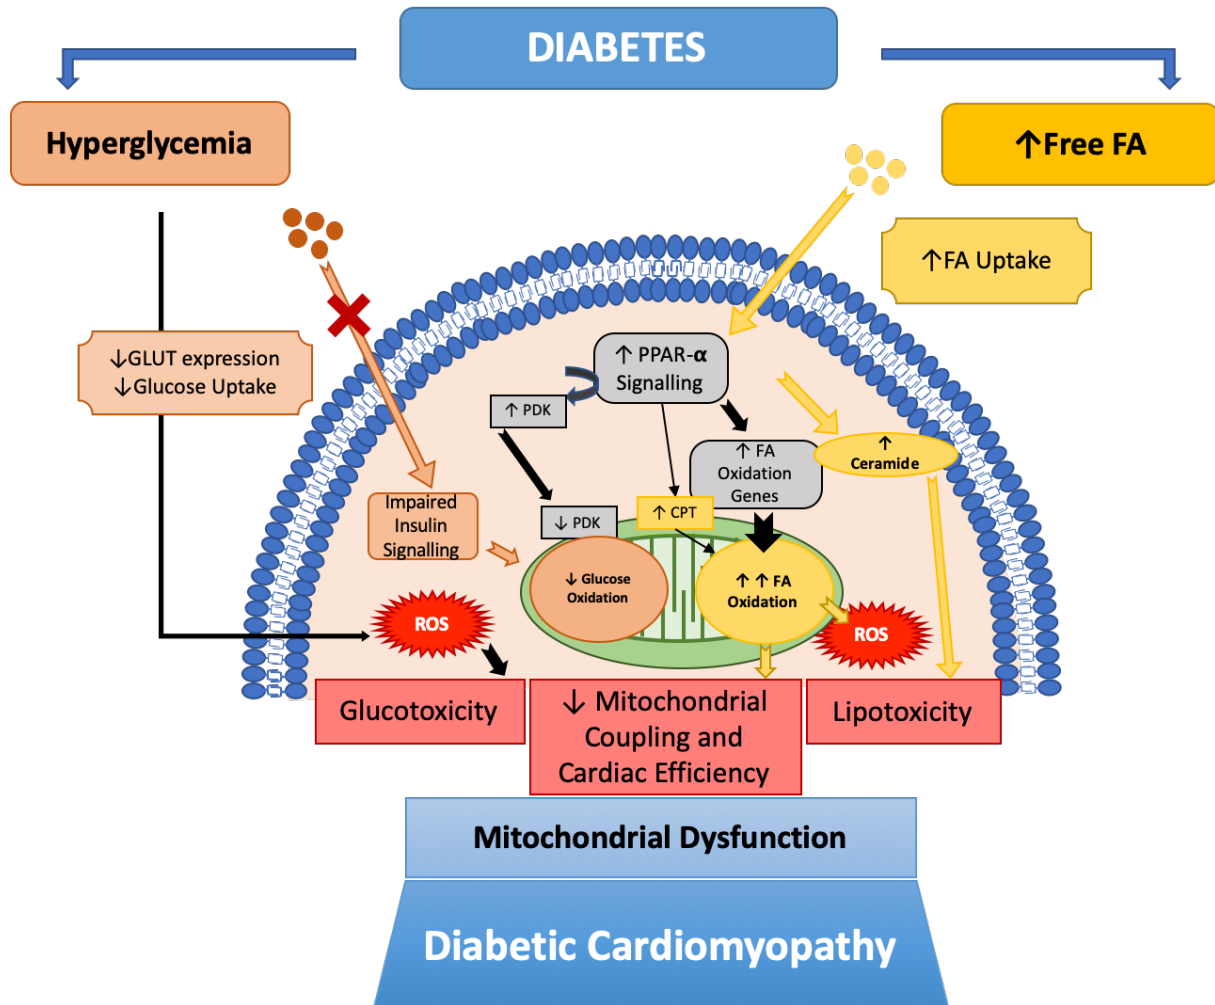 DIABETES
Hyperglycemia
↑Free FA
↑FA Uptake
↓GLUT expression
↓Glucose Uptake
↑ PPAR-α
Signalling
↑ PDK
↑ FA
Oxidation
Genes
↑
Ceramide
Impaired
Insulin
Signalling
↓ PDK
↑ CPT
↓ Glucose
Oxidation
↑ ↑ FA
Oxidation
ROS
ROS
Glucotoxicity
↓ Mitochondrial
Coupling and
Cardiac Efficiency
Lipotoxicity
Mitochondrial Dysfunction
Diabetic Cardiomyopathy